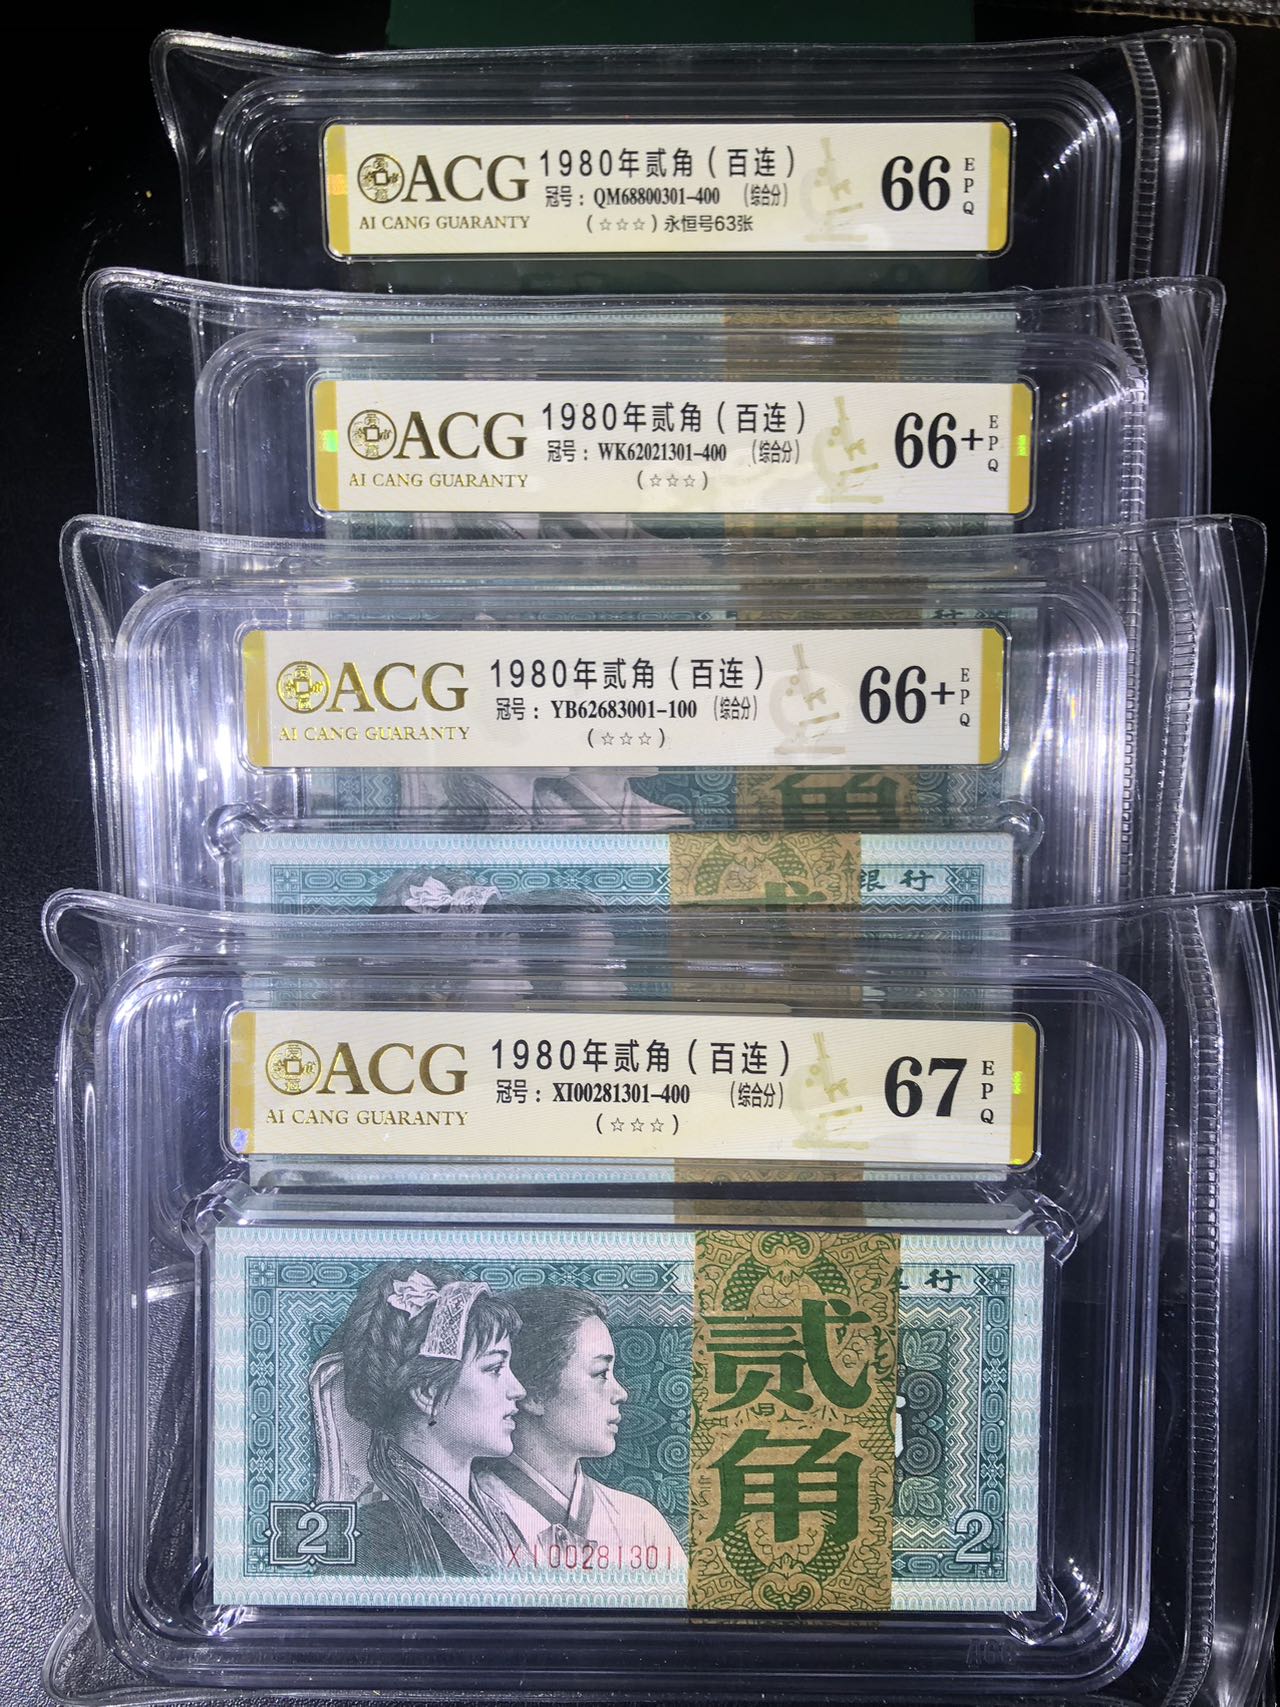 ACG 1980年贰角（百连） 66 EPQ
AI CANG GUARANTY 冠号：QM68800301-400 （综合分）
（☆☆☆）永恒号63张
ACG 1980年贰角（百连） 66+ EPQ
AI CANG GUARANTY 冠号：WK62021301-400 （综合分）
（☆☆☆）
行
ACG 1980年贰角（百连） 66+ EPQ
AI CANG GUARANTY 冠号：YB62683001-100 （综合分）
（☆☆☆）
角
银行
ACG 1980年贰角（百连） 67 EPQ
AI CANG GUARANTY 冠号：XI00281301-400 （综合分）
（☆☆☆）
行
贰
角
2
XI00281301
2